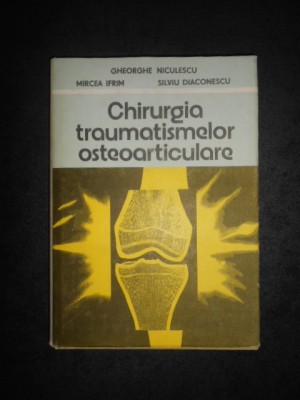 GHEORGHE NICULESCU
MIRCEA IFRIM SILVIU DIACONESCU
Chirurgia
traumatismelor
osteoarticulare